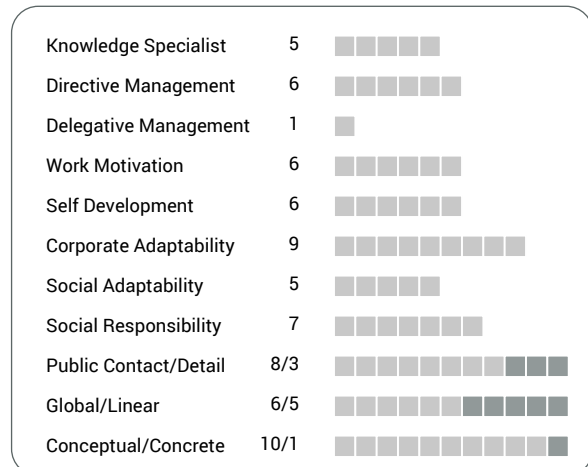 Knowledge Specialist 5
Directive Management 6
Delegative Management 1
Work Motivation 6
Self Development 6
Corporate Adaptability 9
Social Adaptability 5
Social Responsibility 7
Public Contact/Detail 8/3
Global/Linear 6/5
Conceptual/Concrete 10/1